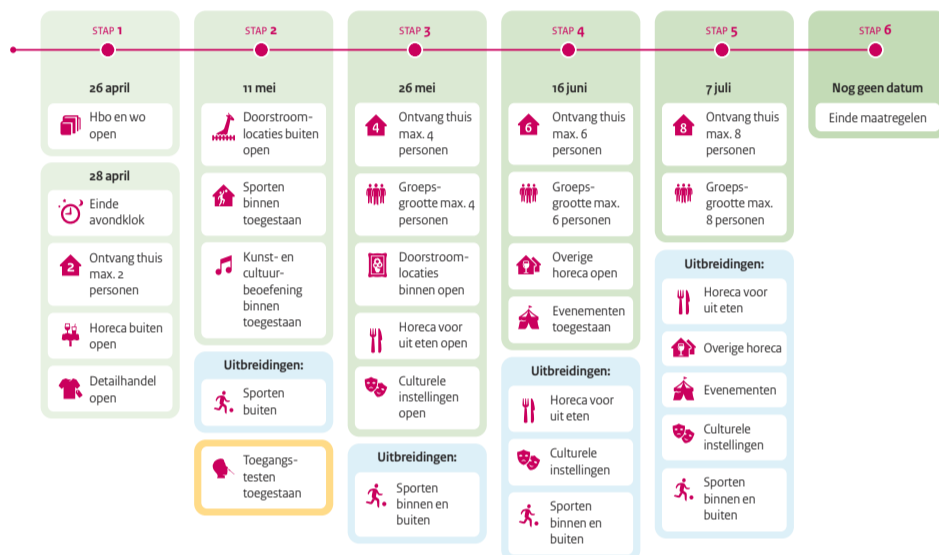 STAP 1
26 april
Hbo en wo
open
28 april
Einde
avondklok
2
Ontvang thuis
max. 2
personen
Horeca buiten
open
Detailhandel
open
STAP 2
11 mei
Doorstroom-
locaties buiten
open
Sporten
binnen
toegestaan
Kunst- en
cultuur-
beoefening
binnen
toegestaan
Uitbreidingen:
Sporten
buiten
Toegangs-
testen
toegestaan
STAP 3
26 mei
4
Ontvang thuis
max. 4
personen
Groeps-
grootte max. 4
personen
Doorstroom-
locaties
binnen open
Horeca voor
uit eten open
Culturele
instellingen
open
Uitbreidingen:
Sporten
binnen en
buiten
STAP 4
16 juni
6
Ontvang thuis
max. 6
personen
Groeps-
grootte max.
6 personen
Overige
horeca open
Evenementen
toegestaan
Uitbreidingen:
Horeca voor
uit eten
Culturele
instellingen
Sporten
binnen en
buiten
STAP 5
7 juli
8
Ontvang thuis
max. 8
personen
Groeps-
grootte max.
8 personen
Uitbreidingen:
Horeca voor
uit eten
Overige horeca
Evenementen
Culturele
instellingen
Sporten
binnen en
buiten
STAP 6
Nog geen datum
Einde maatregelen